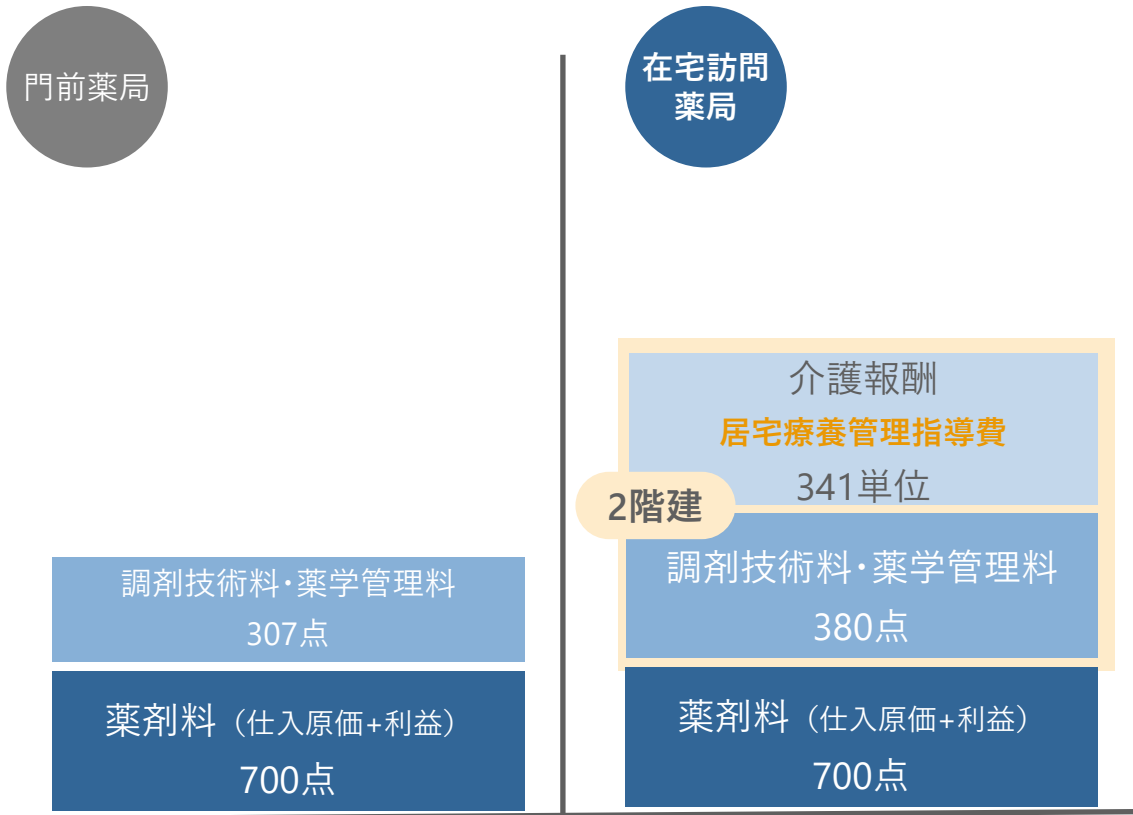 門前薬局
調剤技術料・薬学管理料
307点
薬剤料（仕入原価+利益）
700点
在宅訪問
薬局
介護報酬
居宅療養管理指導費
341単位
2階建
調剤技術料・薬学管理料
380点
薬剤料（仕入原価+利益）
700点